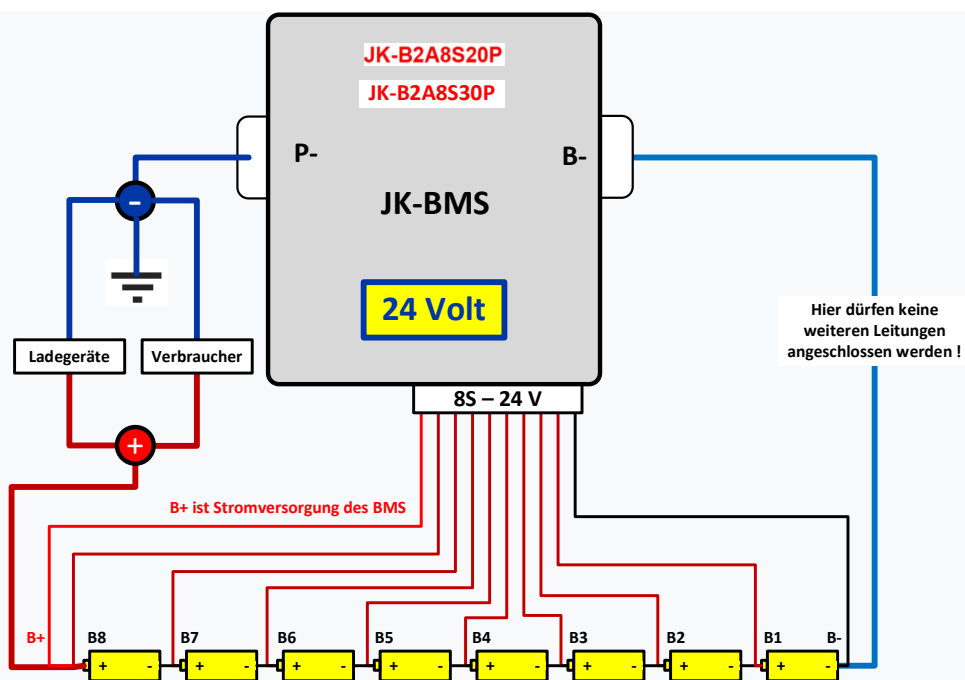 JK-B2A8S20P
JK-B2A8S30P
P-
B-
JK-BMS
-
24 Volt
Hier dürfen keine
weiteren Leitungen
angeschlossen werden !
Ladegeräte
Verbraucher
8S – 24 V
+
B+ ist Stromversorgung des BMS
B+
B8
B7
B6
B5
B4
B3
B2
B1
B-
+ - + - + - + - + - + - + - + -